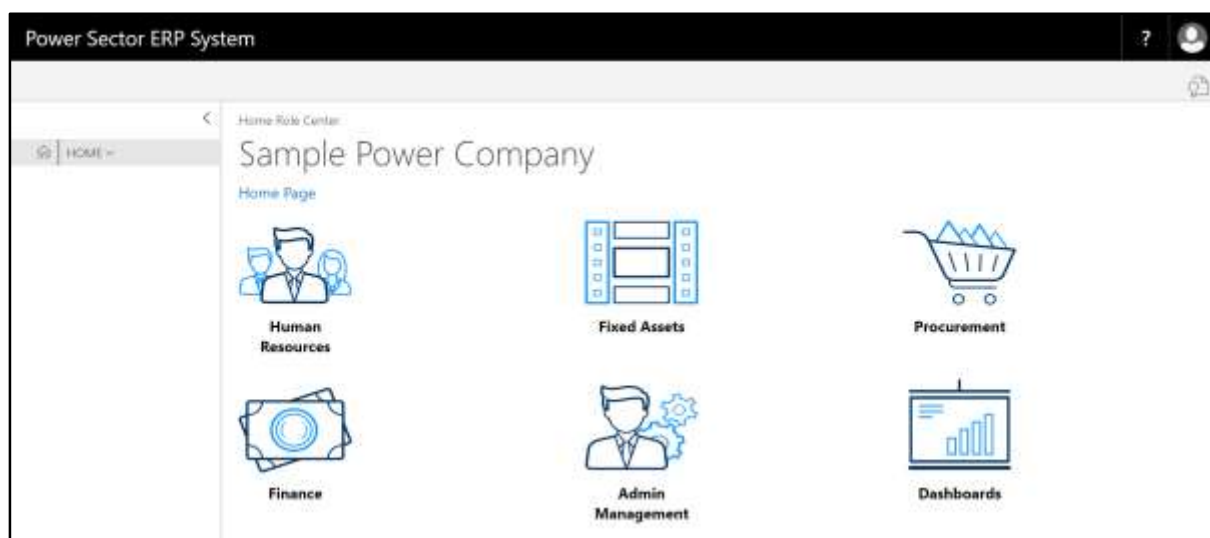 Power Sector ERP System
?
HOME
Home Role Center
Sample Power Company
Home Page
Human
Resources
Fixed Assets
Procurement
Finance
Admin
Management
Dashboards